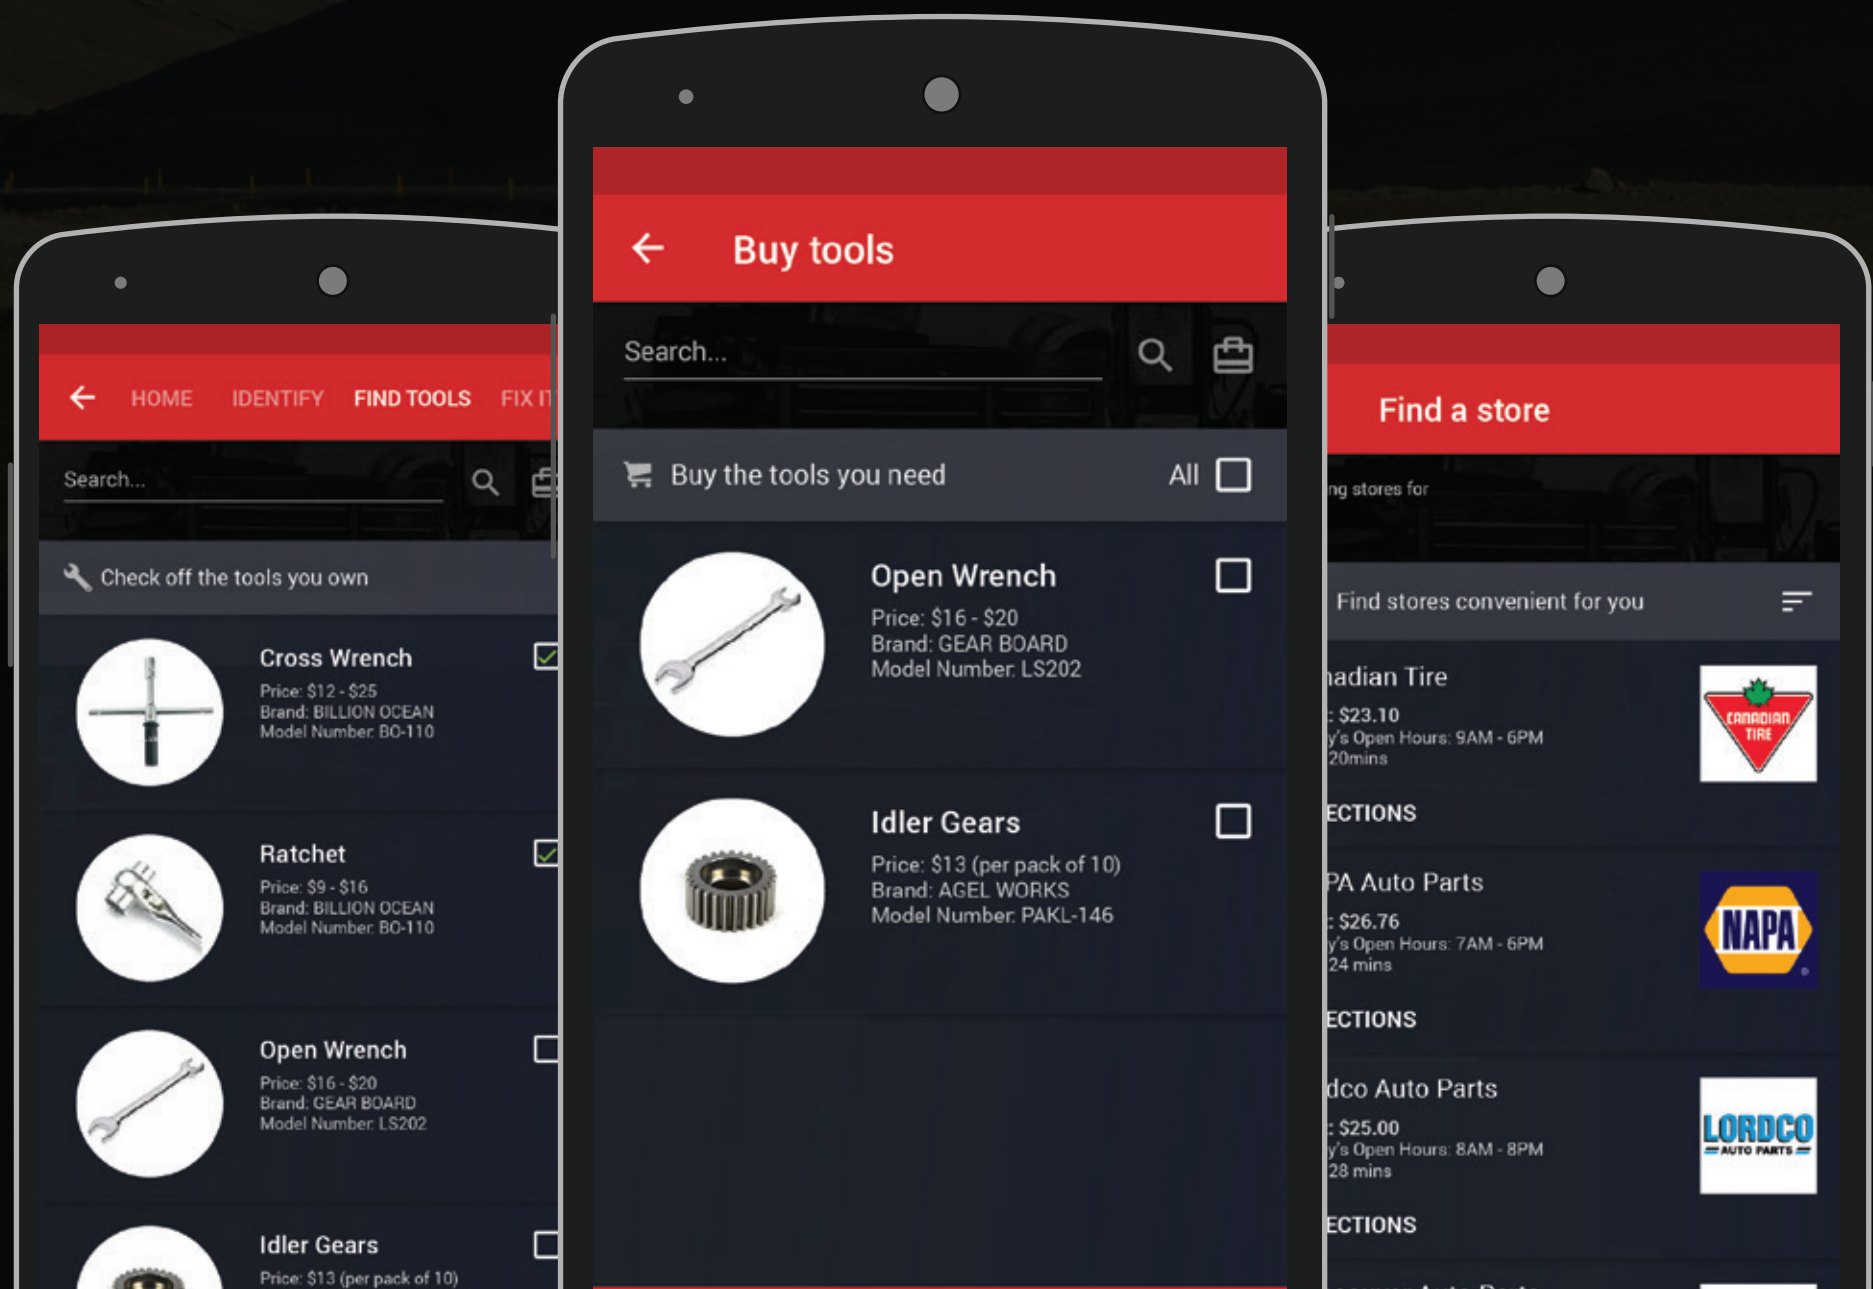 HOME IDENTIFY FIND TOOLS FIX IT
Search...
Check off the tools you own
Cross Wrench
Price: $12 - $25
Brand: BILLION OCEAN
Model Number: BO-110
Ratchet
Price: $9 - $16
Brand: BILLION OCEAN
Model Number: BO-110
Open Wrench
Price: $16 - $20
Brand: GEAR BOARD
Model Number: LS202
Idler Gears
Price: $13 (per pack of 10)
Buy tools
Search...
Buy the tools you need All
Open Wrench
Price: $16 - $20
Brand: GEAR BOARD
Model Number: LS202
Idler Gears
Price: $13 (per pack of 10)
Brand: AGEL WORKS
Model Number: PAKL-146
Find a store
ng stores for
Find stores convenient for you
nadian Tire
: $23.10
y's Open Hours: 9AM - 6PM
20mins
ECTIONS
CANADIAN
TIRE
PA Auto Parts
: $26.76
y's Open Hours: 7AM - 6PM
24 mins
ECTIONS
NAPA
dco Auto Parts
: $25.00
y's Open Hours: 8AM - 8PM
28 mins
ECTIONS
LORDCO
AUTO PARTS